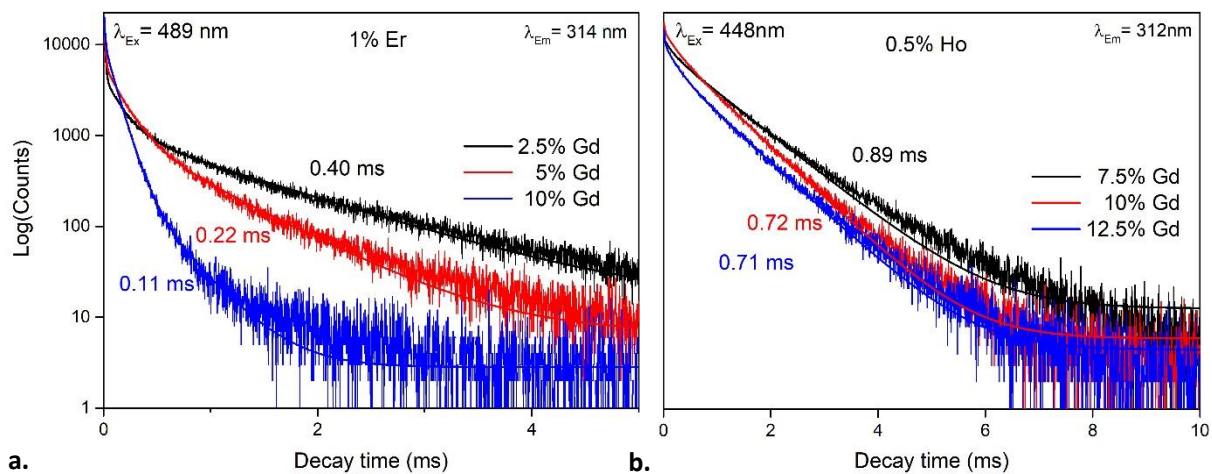 λEx= 489 nm
1% Er
λEm= 314 nm
10000
1000
100
10
1
Log(Counts)
2.5% Gd
5% Gd
10% Gd
0.40 ms
0.22 ms
0.11 ms
0
2
4
Decay time (ms)
a.
λEx= 448nm
0.5% Ho
λEm= 312nm
0.89 ms
7.5% Gd
10% Gd
12.5% Gd
0.72 ms
0.71 ms
0
2
4
6
8
10
Decay time (ms)
b.